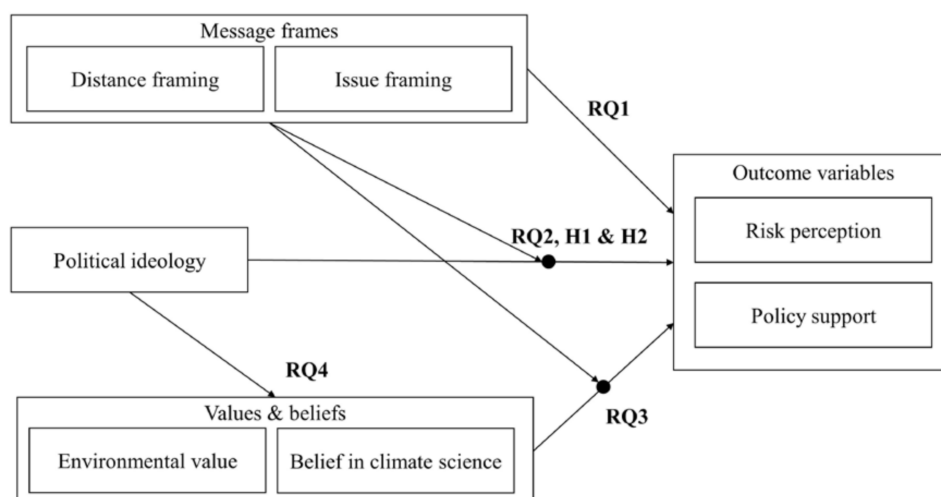 Message frames
Distance framing
Issue framing
RQ1
Outcome variables
Risk perception
Policy support
RQ2, H1 & H2
Political ideology
RQ4
RQ3
Values & beliefs
Environmental value
Belief in climate science